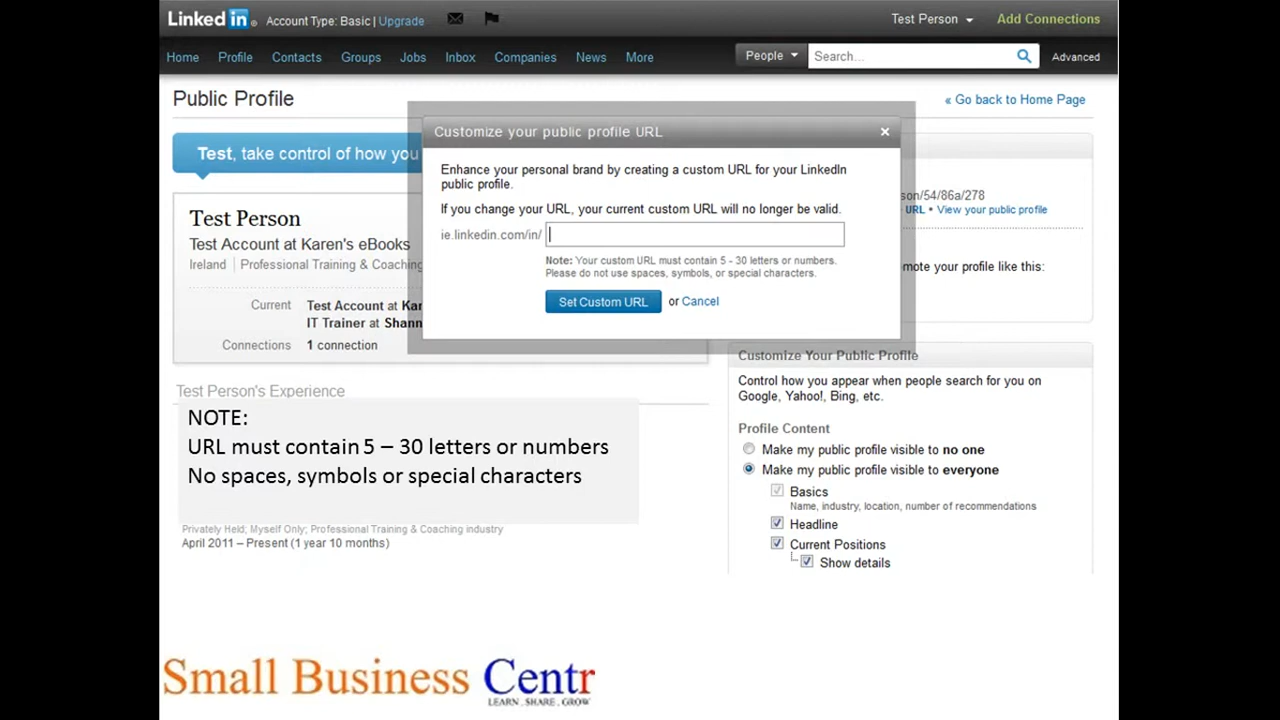 Linked in® Account Type: Basic | Upgrade
Test Person Add Connections
Home Profile Contacts Groups Jobs Inbox Companies News More
People Search... Advanced
Public Profile
« Go back to Home Page
Customize your public profile URL
Test, take control of how you
Enhance your personal brand by creating a custom URL for your LinkedIn
public profile.
If you change your URL, your current custom URL will no longer be valid.
ie.linkedin.com/in/
Note: Your custom URL must contain 5 - 30 letters or numbers.
Please do not use spaces, symbols, or special characters.
Set Custom URL or Cancel
/54/86a/278
URL • View your public profile
mote your profile like this:
Test Person
Test Account at Karen's eBooks
Ireland Professional Training & Coaching
Current Test Account at Kar
IT Trainer at Shann
Connections 1 connection
Test Person's Experience
NOTE:
URL must contain 5 – 30 letters or numbers
No spaces, symbols or special characters
Privately Held; Myself Only; Professional Training & Coaching industry
April 2011 – Present (1 year 10 months)
Customize Your Public Profile
Control how you appear when people search for you on
Google, Yahoo!, Bing, etc.
Profile Content
Make my public profile visible to no one
Make my public profile visible to everyone
Basics
Name, industry, location, number of recommendations
Headline
Current Positions
Show details
Small Business Centr
LEARN . SHARE . GROW